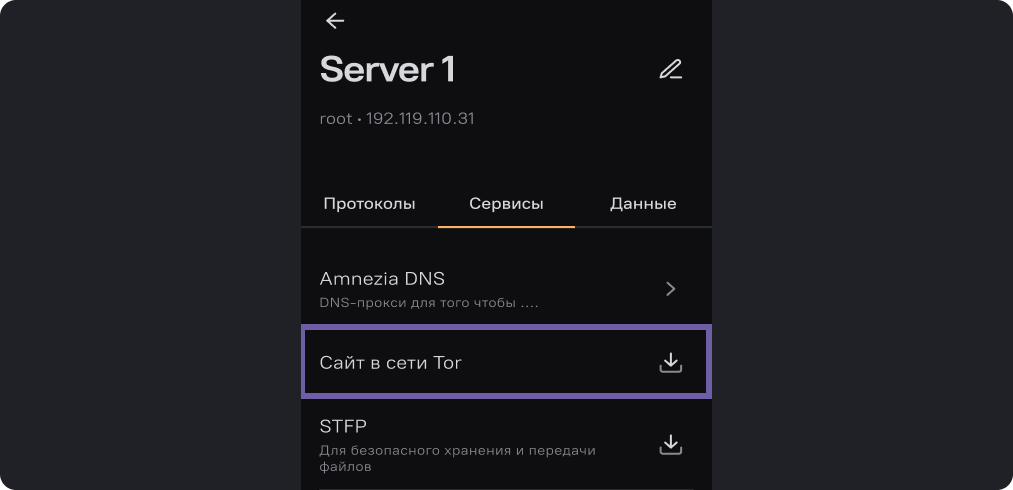 Server 1
root • 192.119.110.31
Протоколы Сервисы Данные
Amnezia DNS
DNS-прокси для того чтобы ....
Сайт в сети Tor
STFP
Для безопасного хранения и передачи
файлов